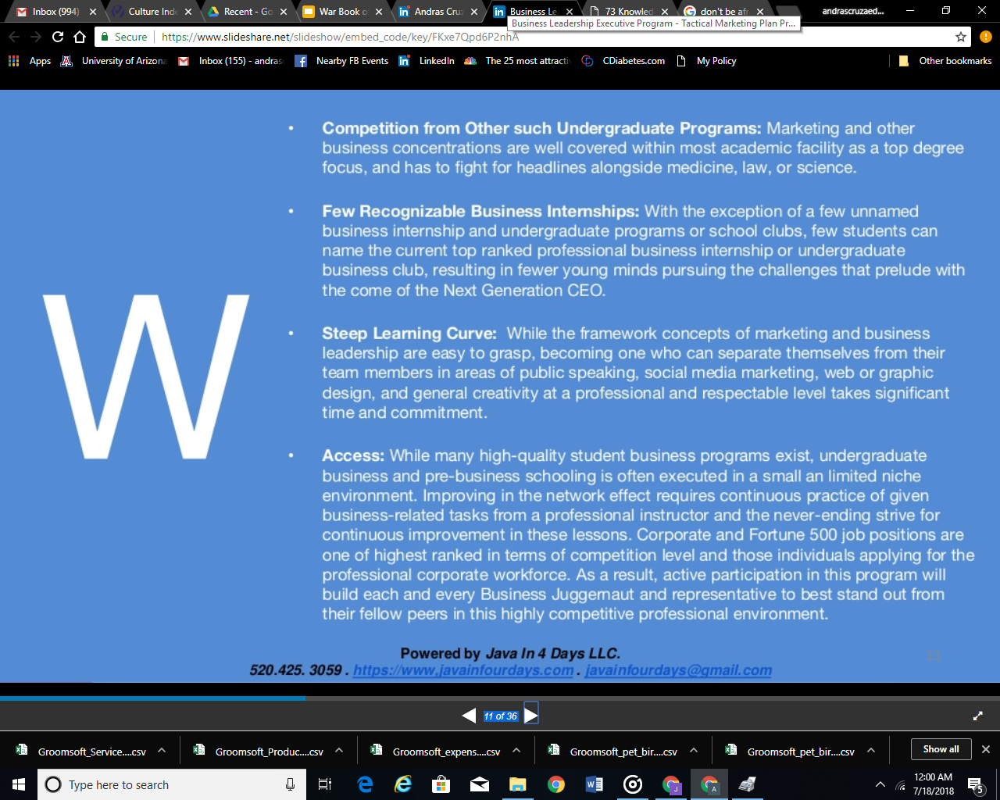 Inbox (994)
Culture Inde
Recent - Go
War Book o
Andras Cru
Business Le
73 Knowled
don't be afr
andrascruzaed...
Business Leadership Executive Program - Tactical Marketing Plan Pr...
Secure
https://www.slideshare.net/slideshow/embed_code/key/FKxe7Qpd6P2nhA
Apps
University of Arizona
Inbox (155) - andras
Nearby FB Events
LinkedIn
The 25 most attracti
CDiabetes.com
My Policy
Other bookmarks
W
• Competition from Other such Undergraduate Programs: Marketing and other
business concentrations are well covered within most academic facility as a top degree
focus, and has to fight for headlines alongside medicine, law, or science.
• Few Recognizable Business Internships: With the exception of a few unnamed
business internship and undergraduate programs or school clubs, few students can
name the current top ranked professional business internship or undergraduate
business club, resulting in fewer young minds pursuing the challenges that prelude with
the come of the Next Generation CEO.
• Steep Learning Curve: While the framework concepts of marketing and business
leadership are easy to grasp, becoming one who can separate themselves from their
team members in areas of public speaking, social media marketing, web or graphic
design, and general creativity at a professional and respectable level takes significant
time and commitment.
• Access: While many high-quality student business programs exist, undergraduate
business and pre-business schooling is often executed in a small an limited niche
environment. Improving in the network effect requires continuous practice of given
business-related tasks from a professional instructor and the never-ending strive for
continuous improvement in these lessons. Corporate and Fortune 500 job positions are
one of highest ranked in terms of competition level and those individuals applying for the
professional corporate workforce. As a result, active participation in this program will
build each and every Business Juggernaut and representative to best stand out from
their fellow peers in this highly competitive professional environment.
Powered by Java In 4 Days LLC.
520.425. 3059 . https://www.javainfourdays.com . javainfourdays@gmail.com
11
11 of 36
Groomsoft_Service....csv
Groomsoft_Produc....csv
Groomsoft_expens....csv
Groomsoft_pet_bir....csv
Groomsoft_pet_bir....csv
Show all
Type here to search
12:00 AM
7/18/2018
5